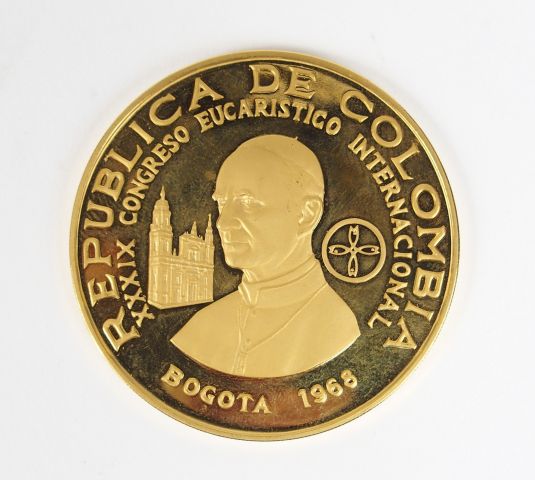 REPUBLICA DE COLOMBIA
XXXIX CONGRESO EUCARISTICO INTERNACIONAL
BOGOTA 1968